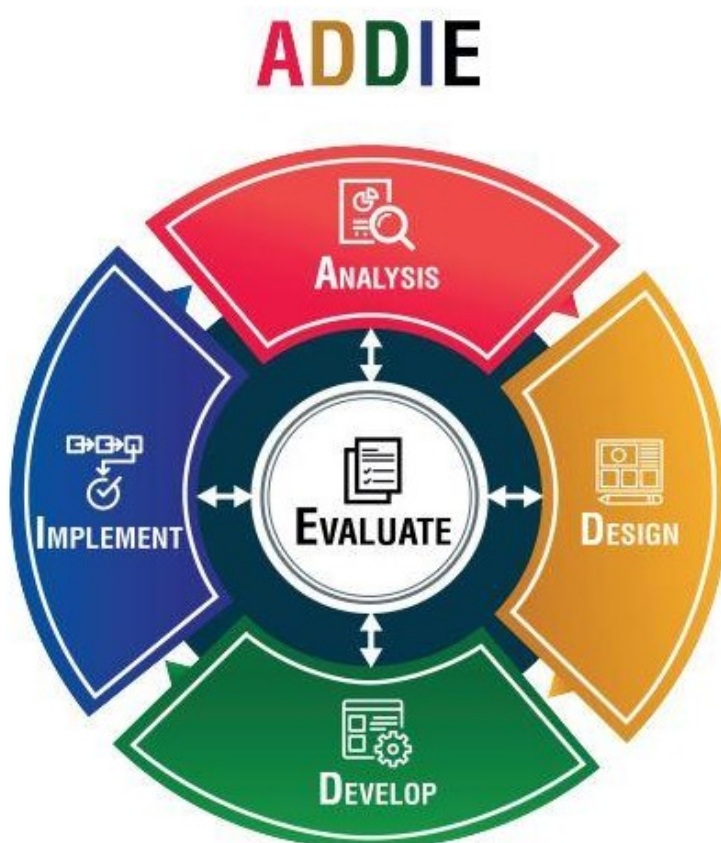 ADDIE
ANALYSIS
DESIGN
DEVELOP
IMPLEMENT
EVALUATE